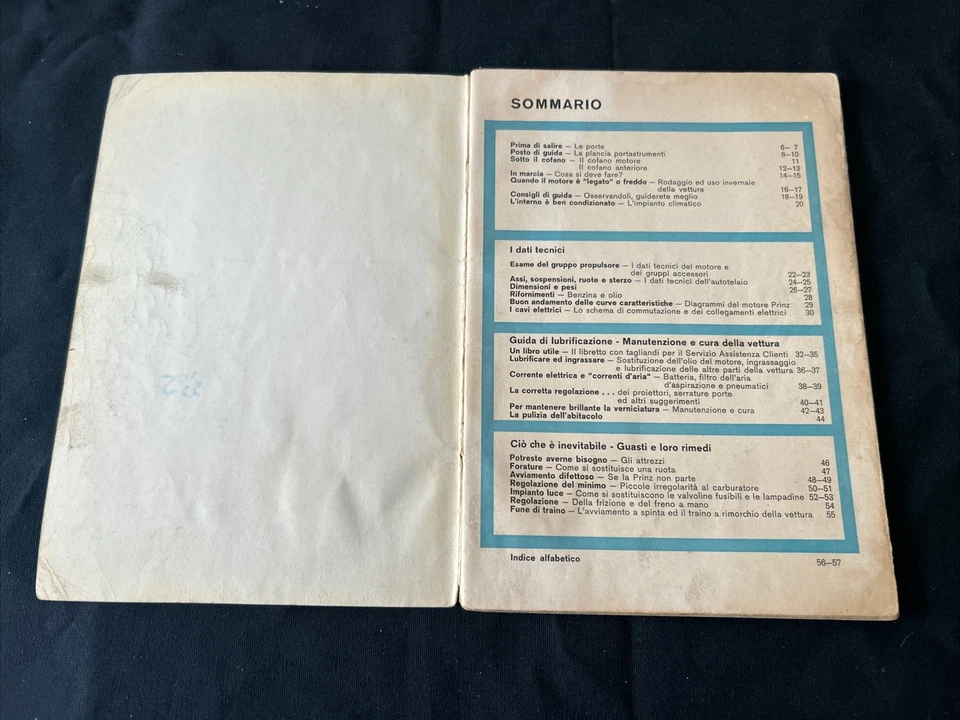 SOMMARIO
Prima di salire — Le porte 6— 7
Posto di guida — La plancia portastrumenti 8—10
Sotto il cofano — Il cofano motore 11
Il cofano anteriore 12—13
In marcia — Cosa si deve fare? 14—15
Quando il motore è "legato" o freddo — Rodaggio ed uso invernale
della vettura 16—17
Consigli di guida — Osservandoli, guiderete meglio 18—19
L'interno è ben condizionato — L'impianto climatico 20
I dati tecnici
Esame del gruppo propulsore — I dati tecnici del motore e
dei gruppi accessori 22—23
Assi, sospensioni, ruote e sterzo — I dati tecnici dell'autotelaio 24—25
Dimensioni e pesi 26—27
Rifornimenti — Benzina e olio 28
Buon andamento delle curve caratteristiche — Diagrammi del motore Prinz 29
I cavi elettrici — Lo schema di commutazione e dei collegamenti elettrici 30
Guida di lubrificazione - Manutenzione e cura della vettura
Un libro utile — Il libretto con tagliandi per il Servizio Assistenza Clienti 32—35
Lubrificare ed ingrassare — Sostituzione dell'olio del motore, ingrassaggio
e lubrificazione delle altre parti della vettura 36—37
Corrente elettrica e "correnti d'aria" — Batteria, filtro dell'aria
d'aspirazione e pneumatici 38—39
La corretta regolazione . . . dei proiettori, serrature porte
ed altri suggerimenti 40—41
Per mantenere brillante la verniciatura — Manutenzione e cura 42—43
La pulizia dell'abitacolo 44
Ciò che è inevitabile - Guasti e loro rimedi
Potreste averne bisogno — Gli attrezzi 46
Forature — Come si sostituisce una ruota 47
Avviamento difettoso — Se la Prinz non parte 48—49
Regolazione del minimo — Piccole irregolarità al carburatore 50—51
Impianto luce — Come si sostituiscono le valvoline fusibili e le lampadine 52—53
Regolazione — Della frizione e del freno a mano 54
Fune di traino — L'avviamento a spinta ed il traino a rimorchio della vettura 55
Indice alfabetico 56—57